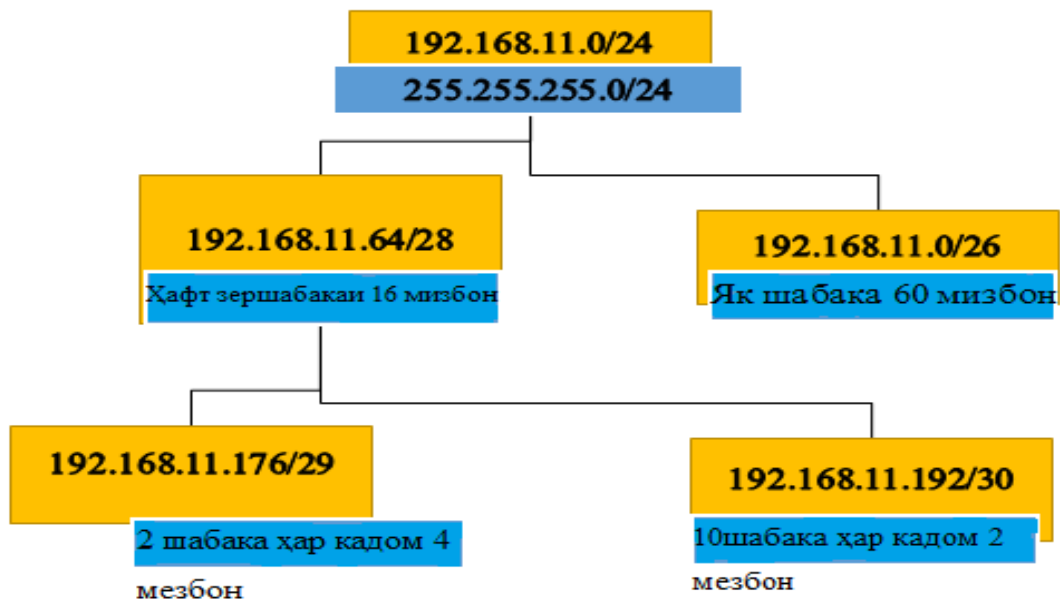 192.168.11.0/24
255.255.255.0/24
192.168.11.64/28
Ҳафт зершабакаи 16 мизбон
192.168.11.0/26
Як шабака 60 мизбон
192.168.11.176/29
2 шабака ҳар кадом 4
мезбон
192.168.11.192/30
10шабака ҳар кадом 2
мезбон